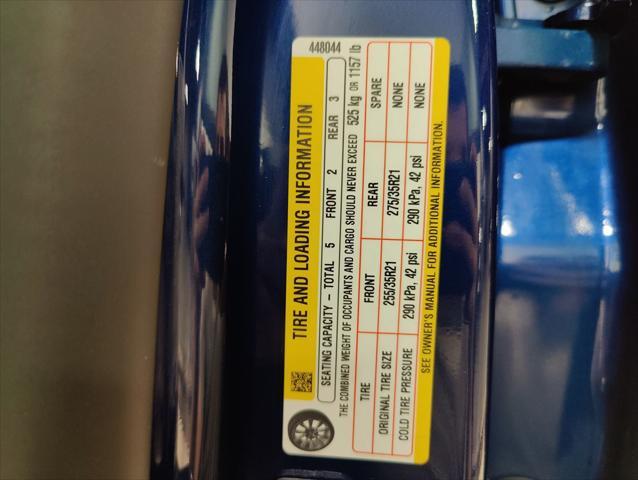 448044
TIRE AND LOADING INFORMATION
SEATING CAPACITY – TOTAL 5 FRONT 2 REAR 3
THE COMBINED WEIGHT OF OCCUPANTS AND CARGO SHOULD NEVER EXCEED 525 kg OR 1157 lb
TIRE FRONT REAR SPARE
ORIGINAL TIRE SIZE 255/35R21 275/35R21 NONE
COLD TIRE PRESSURE 290 kPa, 42 psi 290 kPa, 42 psi NONE
SEE OWNER'S MANUAL FOR ADDITIONAL INFORMATION.